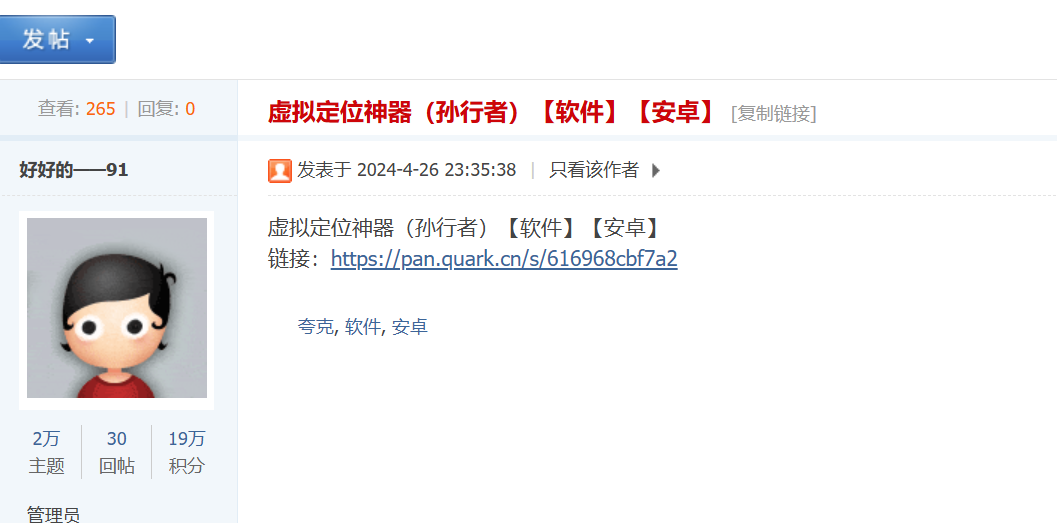 发帖
查看: 265 | 回复: 0
虚拟定位神器（孙行者）【软件】【安卓】 [复制链接]
好好的——91
发表于 2024-4-26 23:35:38 | 只看该作者
虚拟定位神器（孙行者）【软件】【安卓】
链接：https://pan.quark.cn/s/616968cbf7a2
夸克, 软件, 安卓
2万 30 19万
主题 回帖 积分
管理员